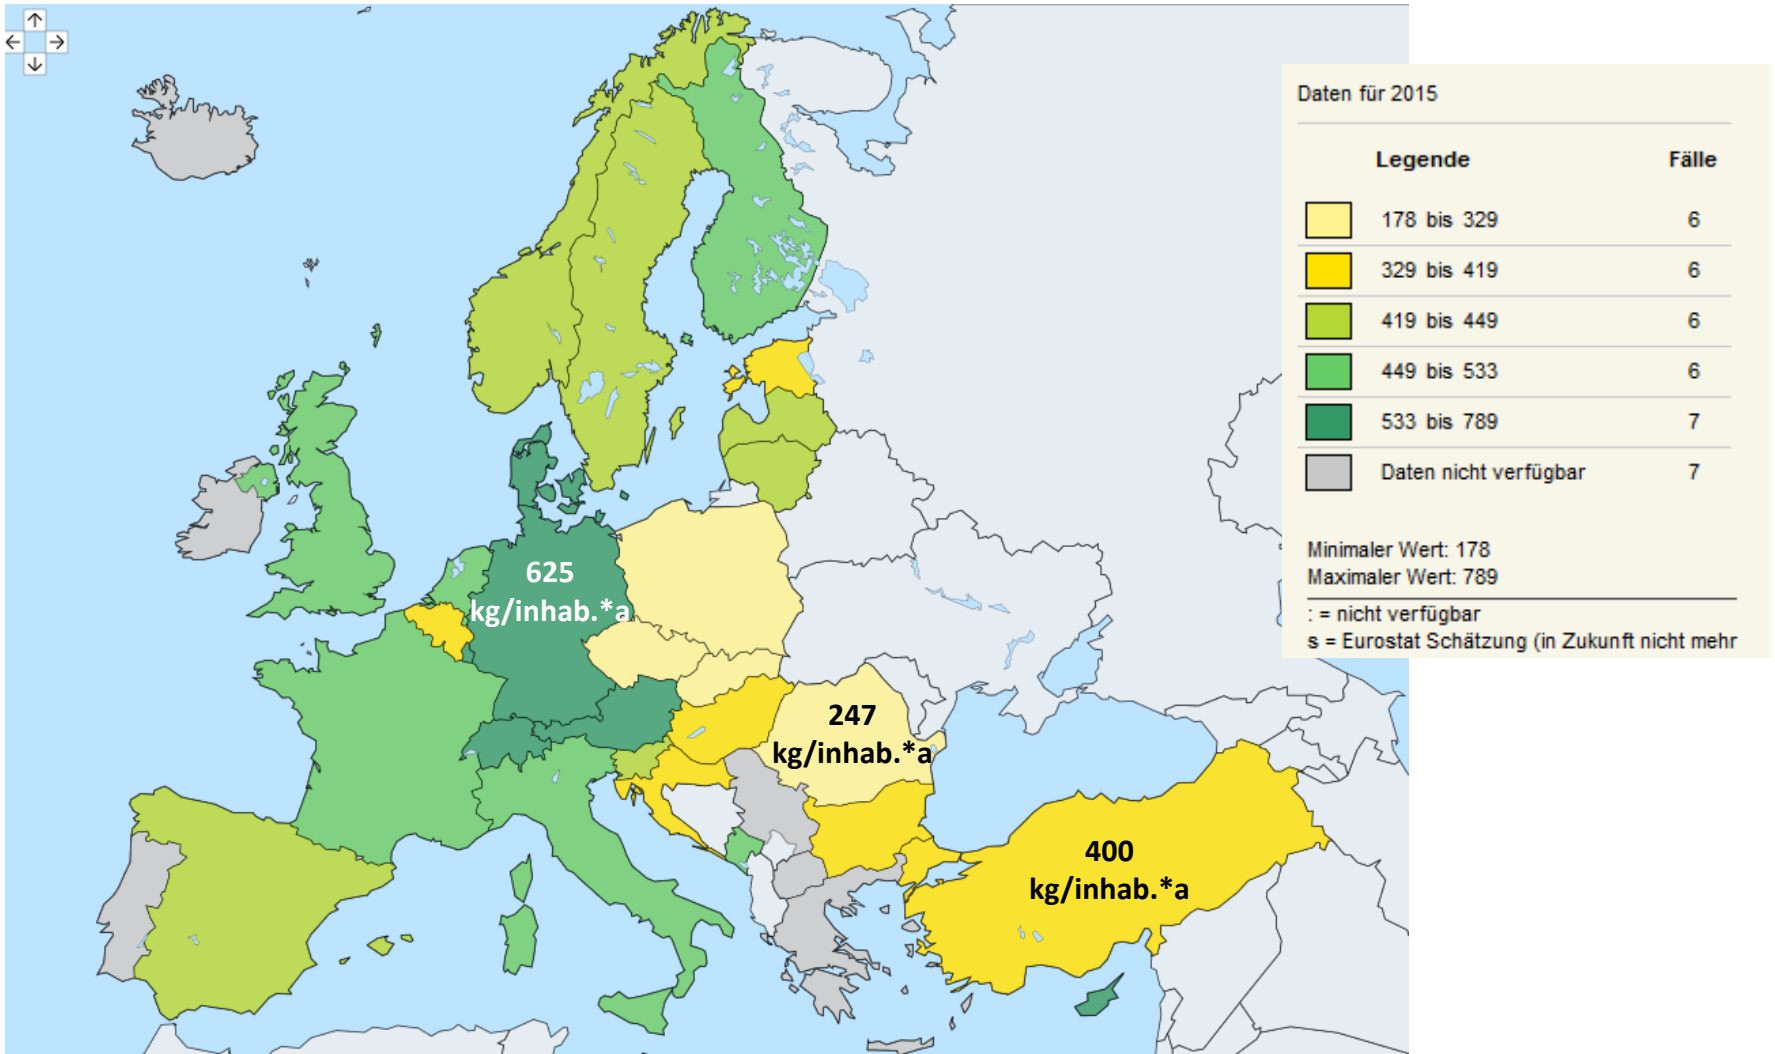 Daten für 2015
Legende Fälle
178 bis 329 6
329 bis 419 6
419 bis 449 6
449 bis 533 6
533 bis 789 7
Daten nicht verfügbar 7
Minimaler Wert: 178
Maximaler Wert: 789
: = nicht verfügbar
s = Eurostat Schätzung (in Zukunft nicht mehr
625
kg/inhab.*a
247
kg/inhab.*a
400
kg/inhab.*a